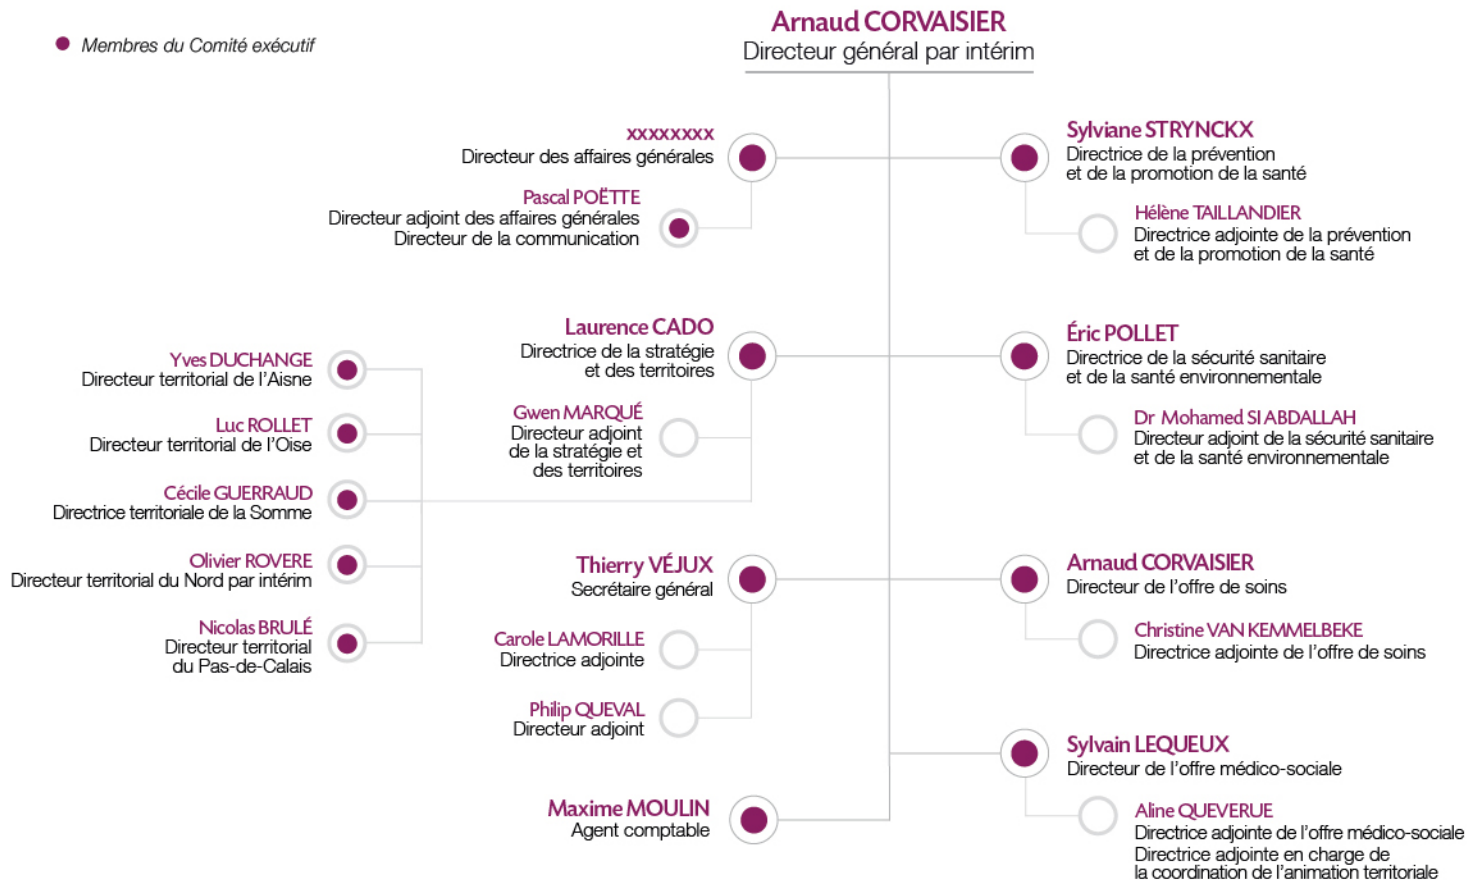 Arnaud CORVAISIER
Directeur général par intérim
Membres du Comité exécutif
xxxxxxxx
Directeur des affaires générales
Pascal POËTTE
Directeur adjoint des affaires générales
Directeur de la communication
Sylviane STRYNCKX
Directrice de la prévention
et de la promotion de la santé
Hélène TAILLANDIER
Directrice adjointe de la prévention
et de la promotion de la santé
Laurence CADO
Directrice de la stratégie
et des territoires
Gwen MARQUÉ
Directeur adjoint
de la stratégie et
des territoires
Yves DUCHANGE
Directeur territorial de l'Aisne
Luc ROLLET
Directeur territorial de l'Oise
Cécile GUERRAUD
Directrice territoriale de la Somme
Olivier ROVERE
Directeur territorial du Nord par intérim
Nicolas BRULÉ
Directeur territorial
du Pas-de-Calais
Éric POLLET
Directrice de la sécurité sanitaire
et de la santé environnementale
Dr Mohamed SI ABDALLAH
Directeur adjoint de la sécurité sanitaire
et de la santé environnementale
Thierry VÉJUX
Secrétaire général
Carole LAMORILLE
Directrice adjointe
Philip QUEVAL
Directeur adjoint
Arnaud CORVAISIER
Directeur de l'offre de soins
Christine VAN KEMMELBEKE
Directrice adjointe de l'offre de soins
Maxime MOULIN
Agent comptable
Sylvain LEQUEUX
Directeur de l'offre médico-sociale
Aline QUEVERUE
Directrice adjointe de l'offre médico-sociale
Directrice adjointe en charge de
la coordination de l'animation territoriale